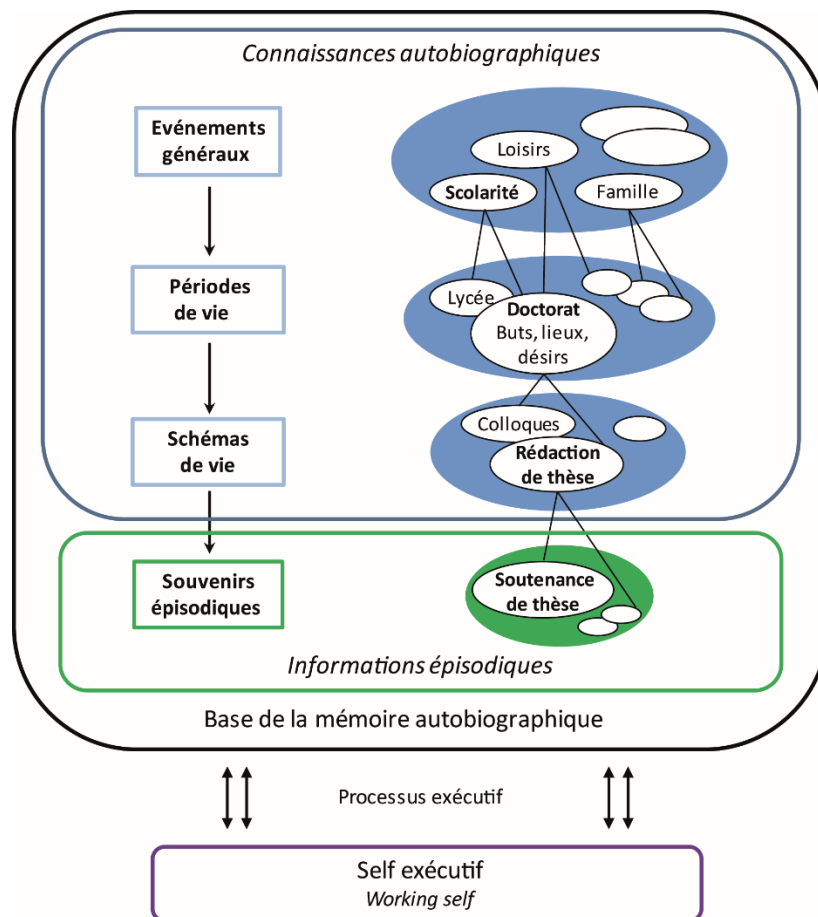 Connaissances autobiographiques
Evénements
généraux
Loisirs
Scolarité
Famille
Périodes
de vie
Lycée
Doctorat
Buts, lieux,
désirs
Schémas
de vie
Colloques
Rédaction
de thèse
Souvenirs
épisodiques
Soutenance
de thèse
Informations épisodiques
Base de la mémoire autobiographique
Processus exécutif
Self exécutif
Working self